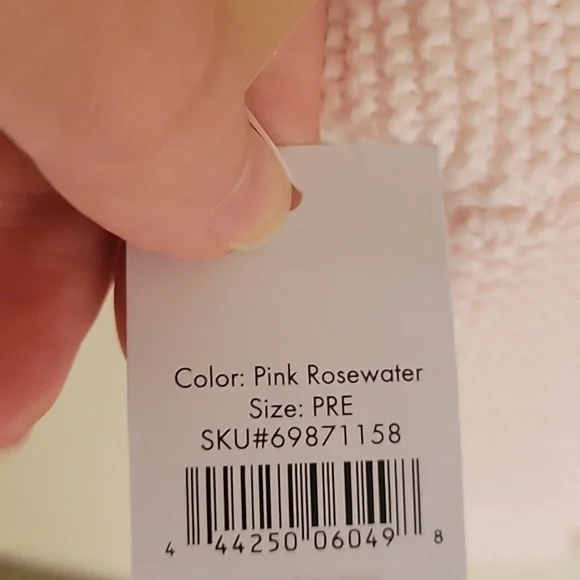 Color: Pink Rosewater
Size: PRE
SKU#69871158
4 44250 06049 8